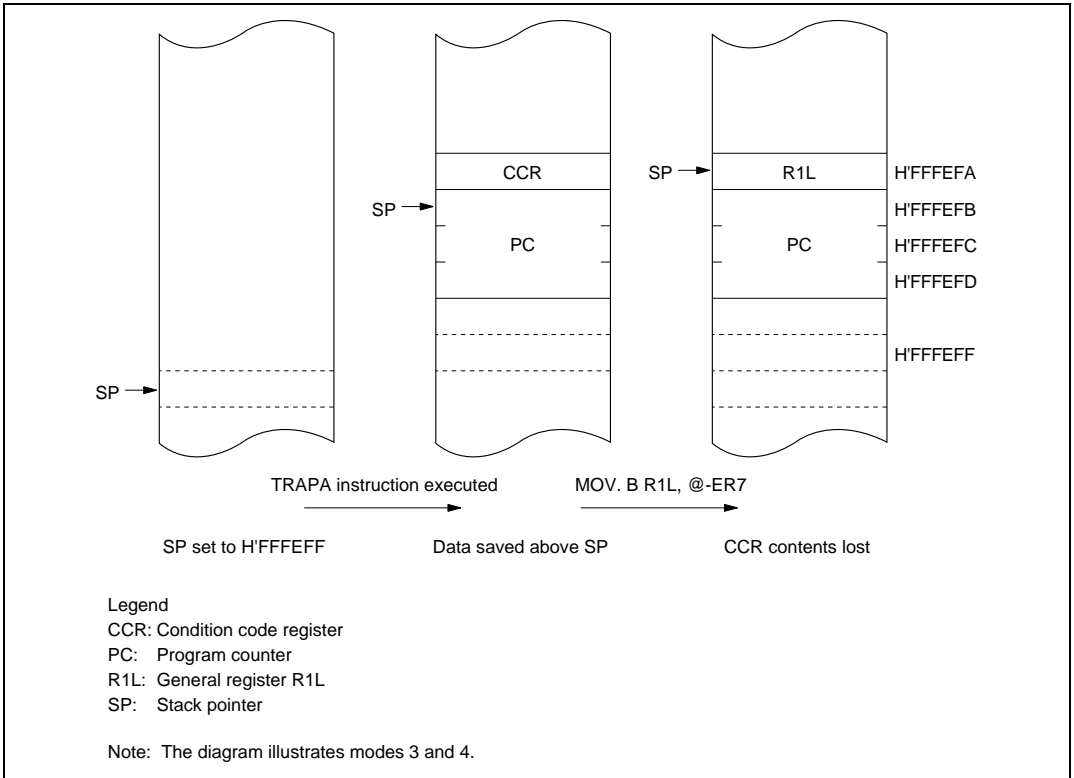 CCR
SP
R1L
H'FFFEFA
SP
H'FFFEFB
PC
PC
H'FFFEFC
H'FFFEFD
H'FFFEFF
SP
TRAPA instruction executed
MOV. B R1L, @-ER7
SP set to H'FFFEFF
Data saved above SP
CCR contents lost
Legend
CCR: Condition code register
PC: Program counter
R1L: General register R1L
SP: Stack pointer
Note: The diagram illustrates modes 3 and 4.